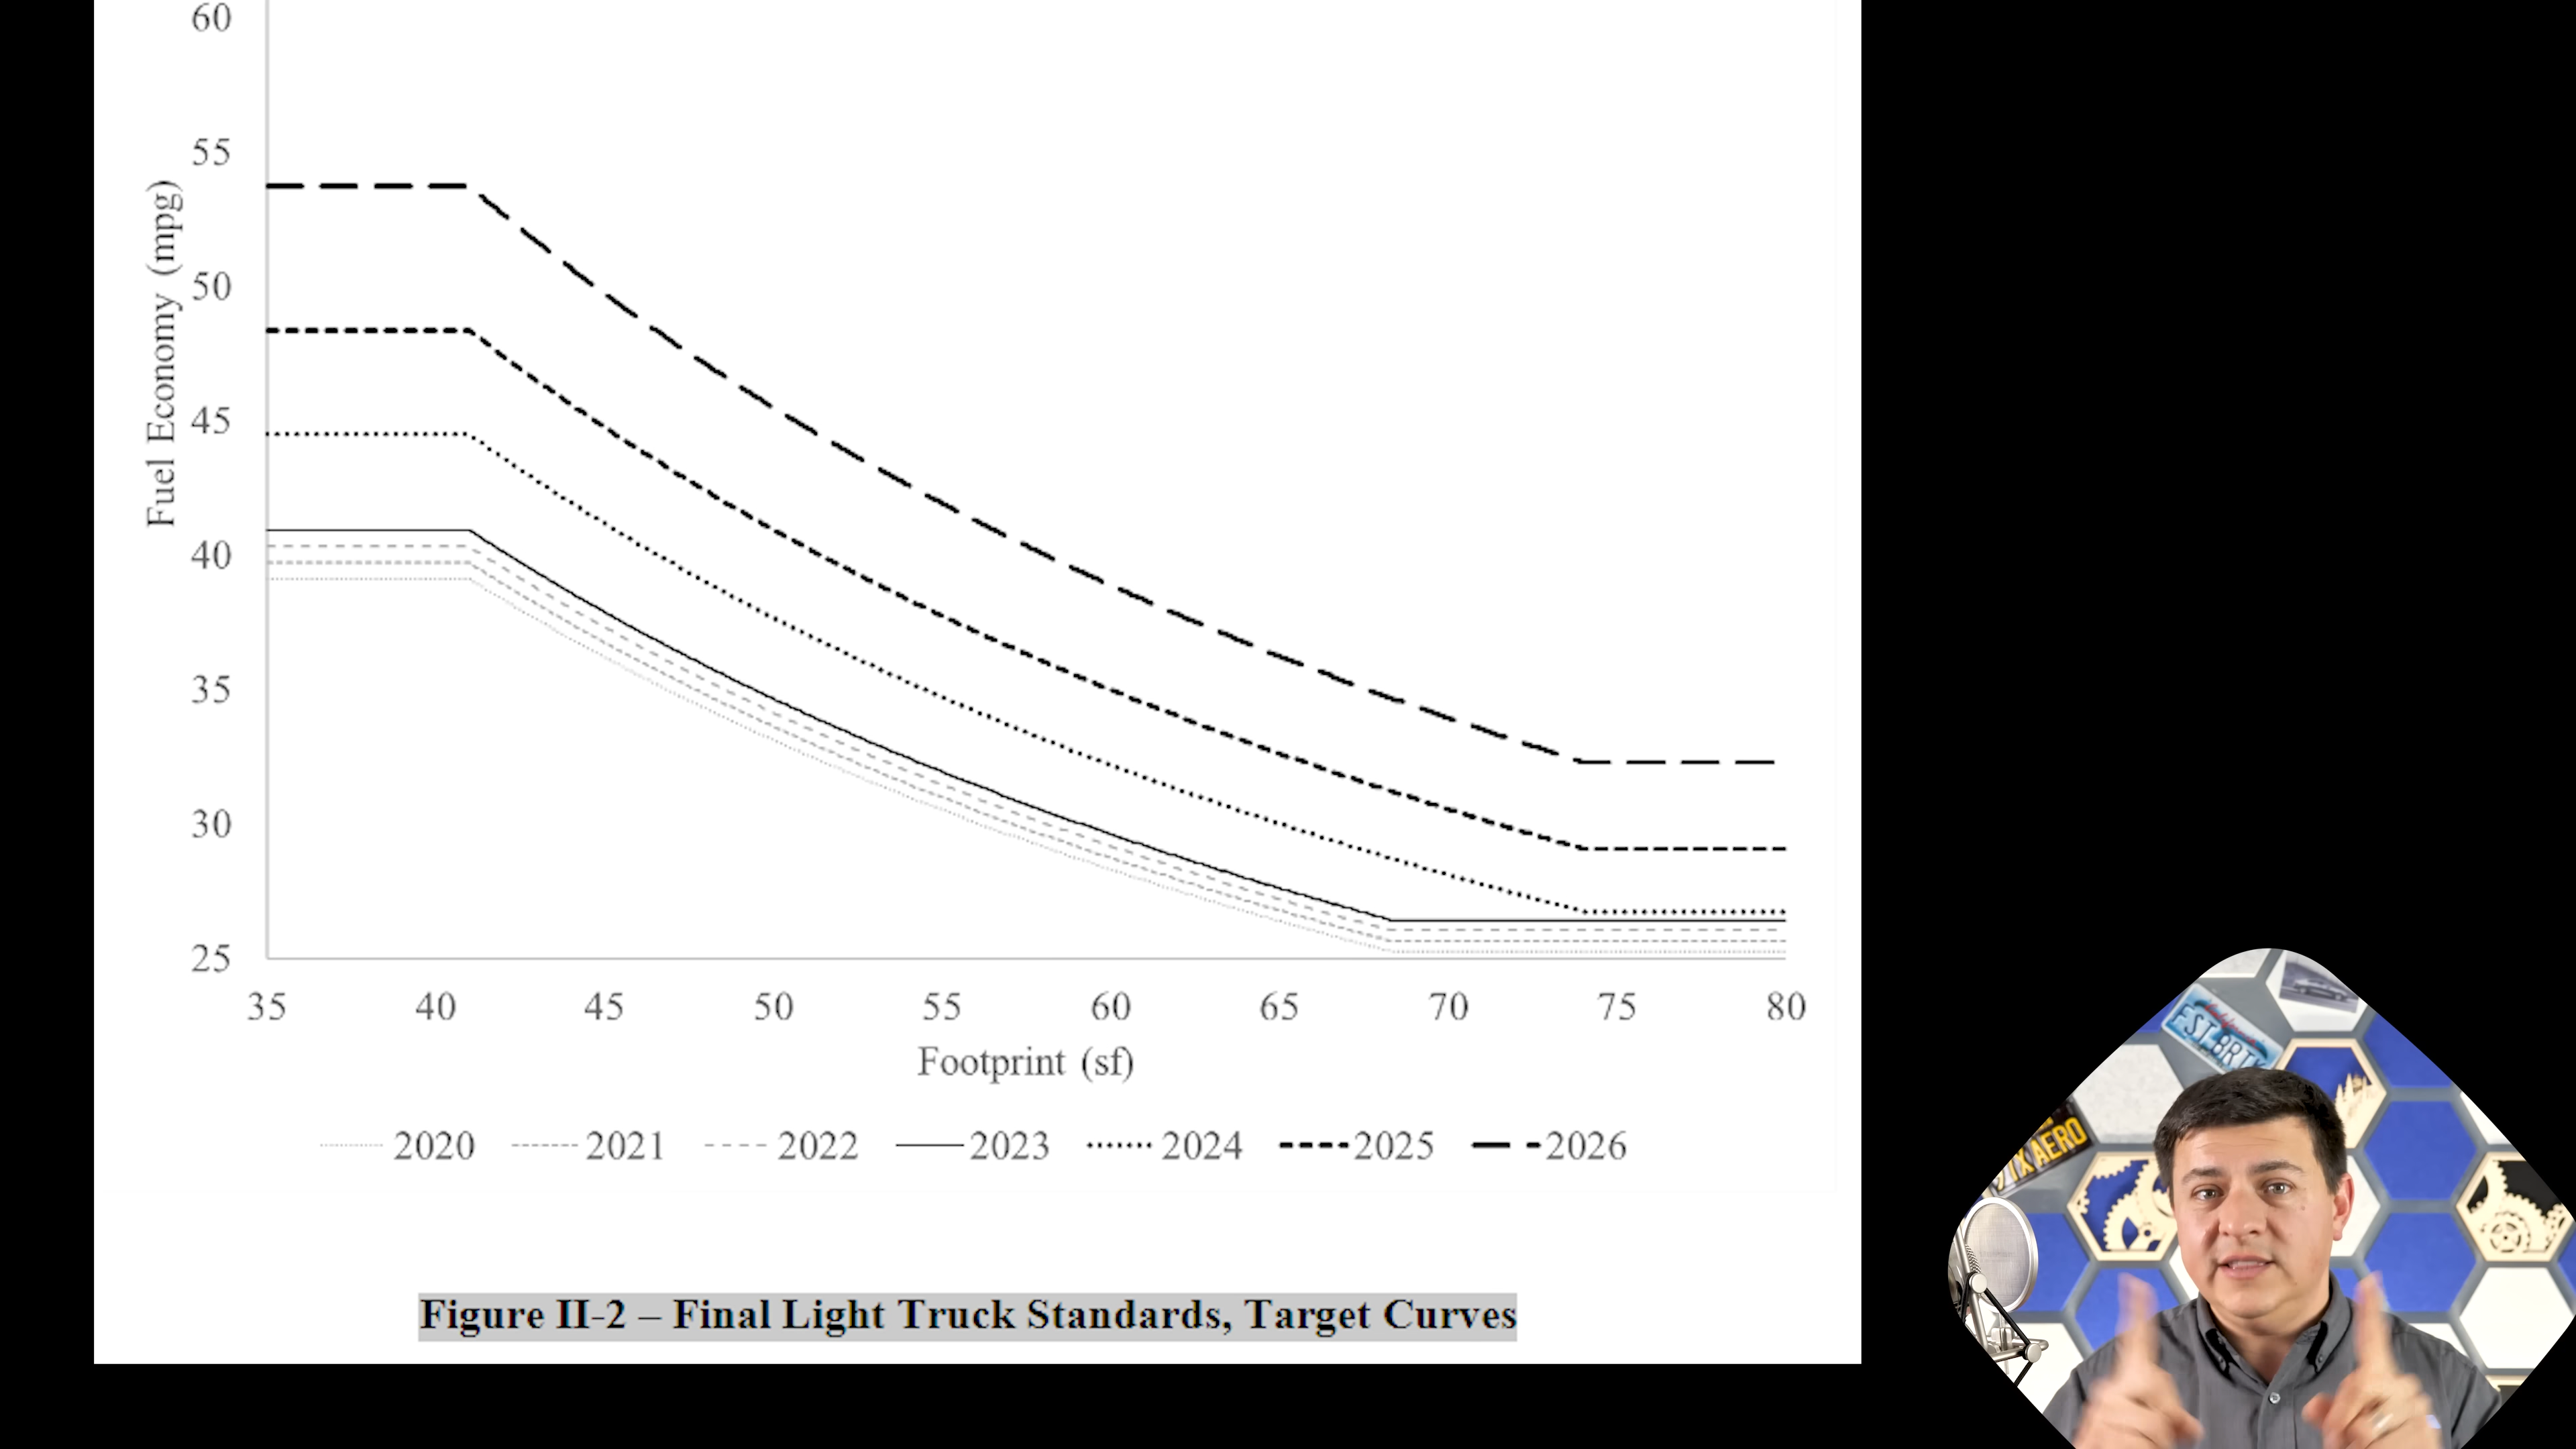 60
55
50
45
40
35
30
25
Fuel Economy (mpg)
35 40 45 50 55 60 65 70 75 80
Footprint (sf)
2020 2021 2022 2023 2024 2025 2026
Figure II-2 – Final Light Truck Standards, Target Curves
TX AERO